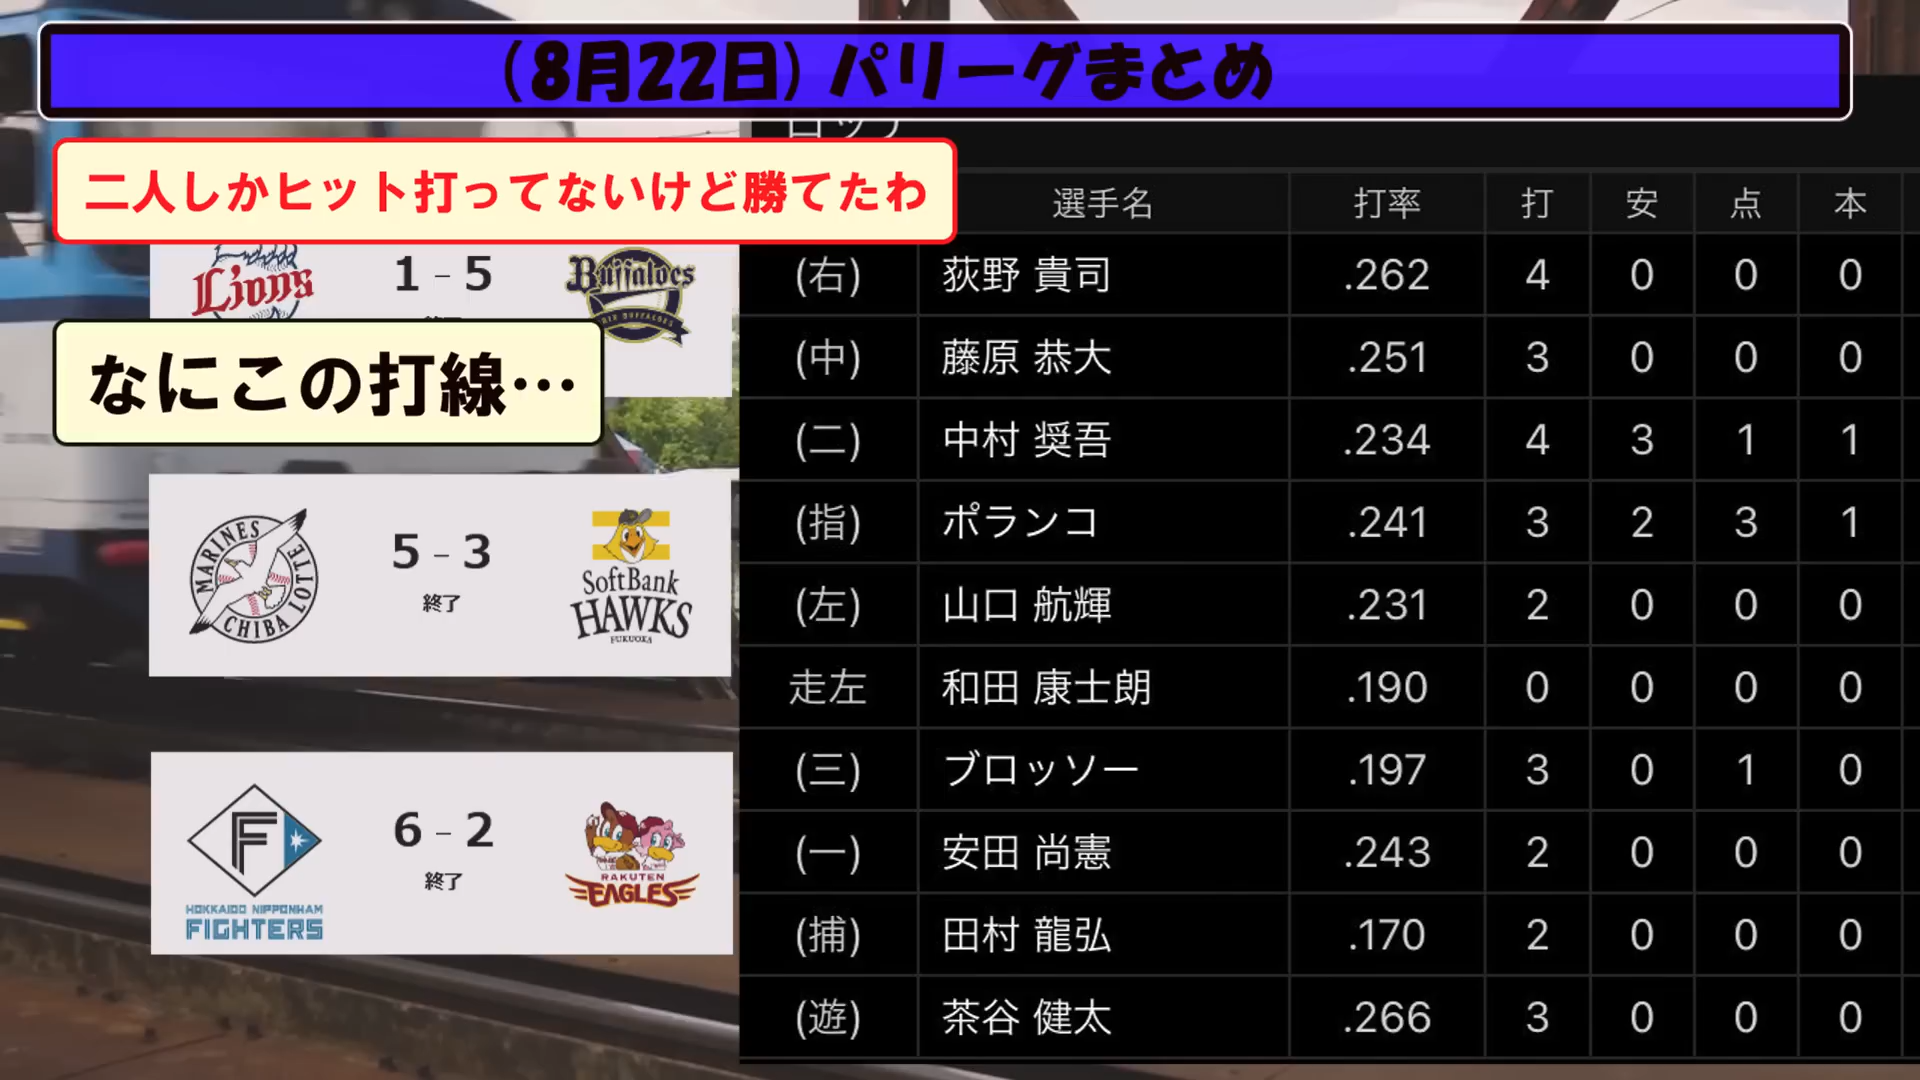 (8月22日) パリーグまとめ
ロッテ
二人しかヒット打ってないけど勝てたわ
選手名 打率 打 安 点 本
Lions 1 - 5 Buffaloes
なにこの打線…
MARINES CHIBA LOTTE 5 - 3 SoftBank HAWKS FUKUOKA
終了
F HOKKAIDO NIPPONHAM FIGHTERS 6 - 2 RAKUTEN EAGLES
終了
(右) 荻野 貴司 .262 4 0 0 0
(中) 藤原 恭大 .251 3 0 0 0
(二) 中村 奨吾 .234 4 3 1 1
(指) ポランコ .241 3 2 3 1
(左) 山口 航輝 .231 2 0 0 0
走左 和田 康士朗 .190 0 0 0 0
(三) ブロッソー .197 3 0 1 0
(一) 安田 尚憲 .243 2 0 0 0
(捕) 田村 龍弘 .170 2 0 0 0
(遊) 茶谷 健太 .266 3 0 0 0